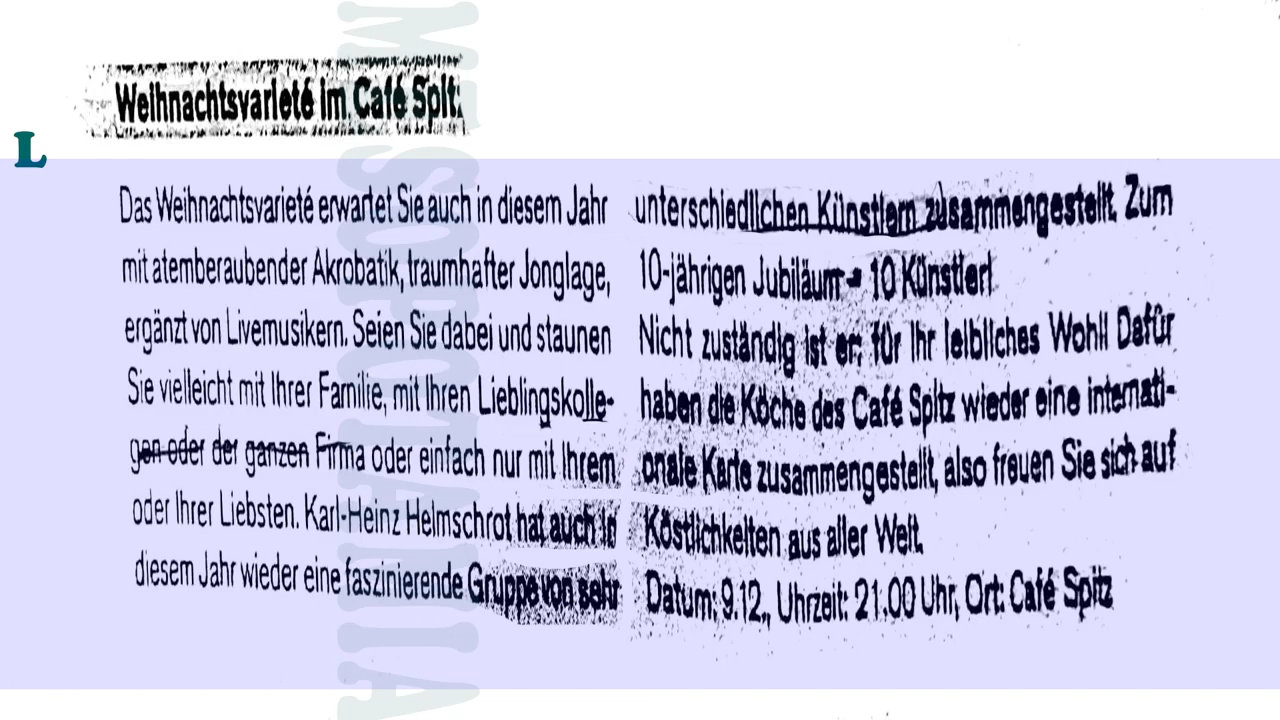 Weihnachtsvarieté im Café Spitz
L
Das Weihnachtsvarieté erwartet Sie auch in diesem Jahr
mit atemberaubender Akrobatik, traumhafter Jonglage,
ergänzt von Livemusikern. Seien Sie dabei und staunen
Sie vielleicht mit Ihrer Familie, mit Ihren Lieblingskolle-
gen oder der ganzen Firma oder einfach nur mit Ihrem
oder Ihrer Liebsten. Karl-Heinz Helmschrot hat auch in
diesem Jahr wieder eine faszinierende Gruppe von sehr
unterschiedlichen Künstlern zusammengestellt. Zum
10-jährigen Jubiläum = 10 Künstler!
Nicht zuständig ist er: für Ihr leibliches Wohl! Dafür
haben die Köche des Café Spitz wieder eine internati-
onale Karte zusammengestellt, also freuen Sie sich auf
Köstlichkeiten aus aller Welt.
Datum: 9.12., Uhrzeit: 21.00 Uhr, Ort: Café Spitz